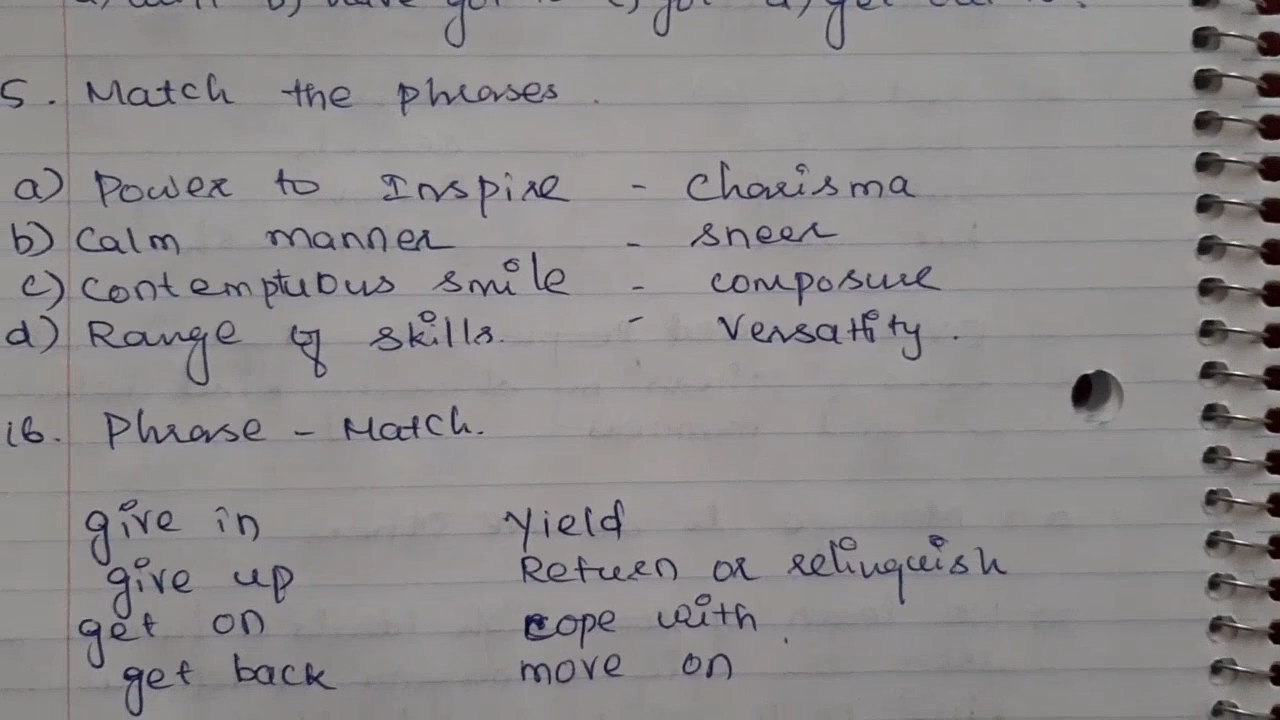 5. Match the phrases.
a) Power to Inspire - Charisma
b) Calm manner - sneer
c) Contemptuous smile - composure
d) Range of skills. - Versatility.
16. Phrase - Match.
give in Yield
give up Return or relinquish
get on cope with.
get back move on